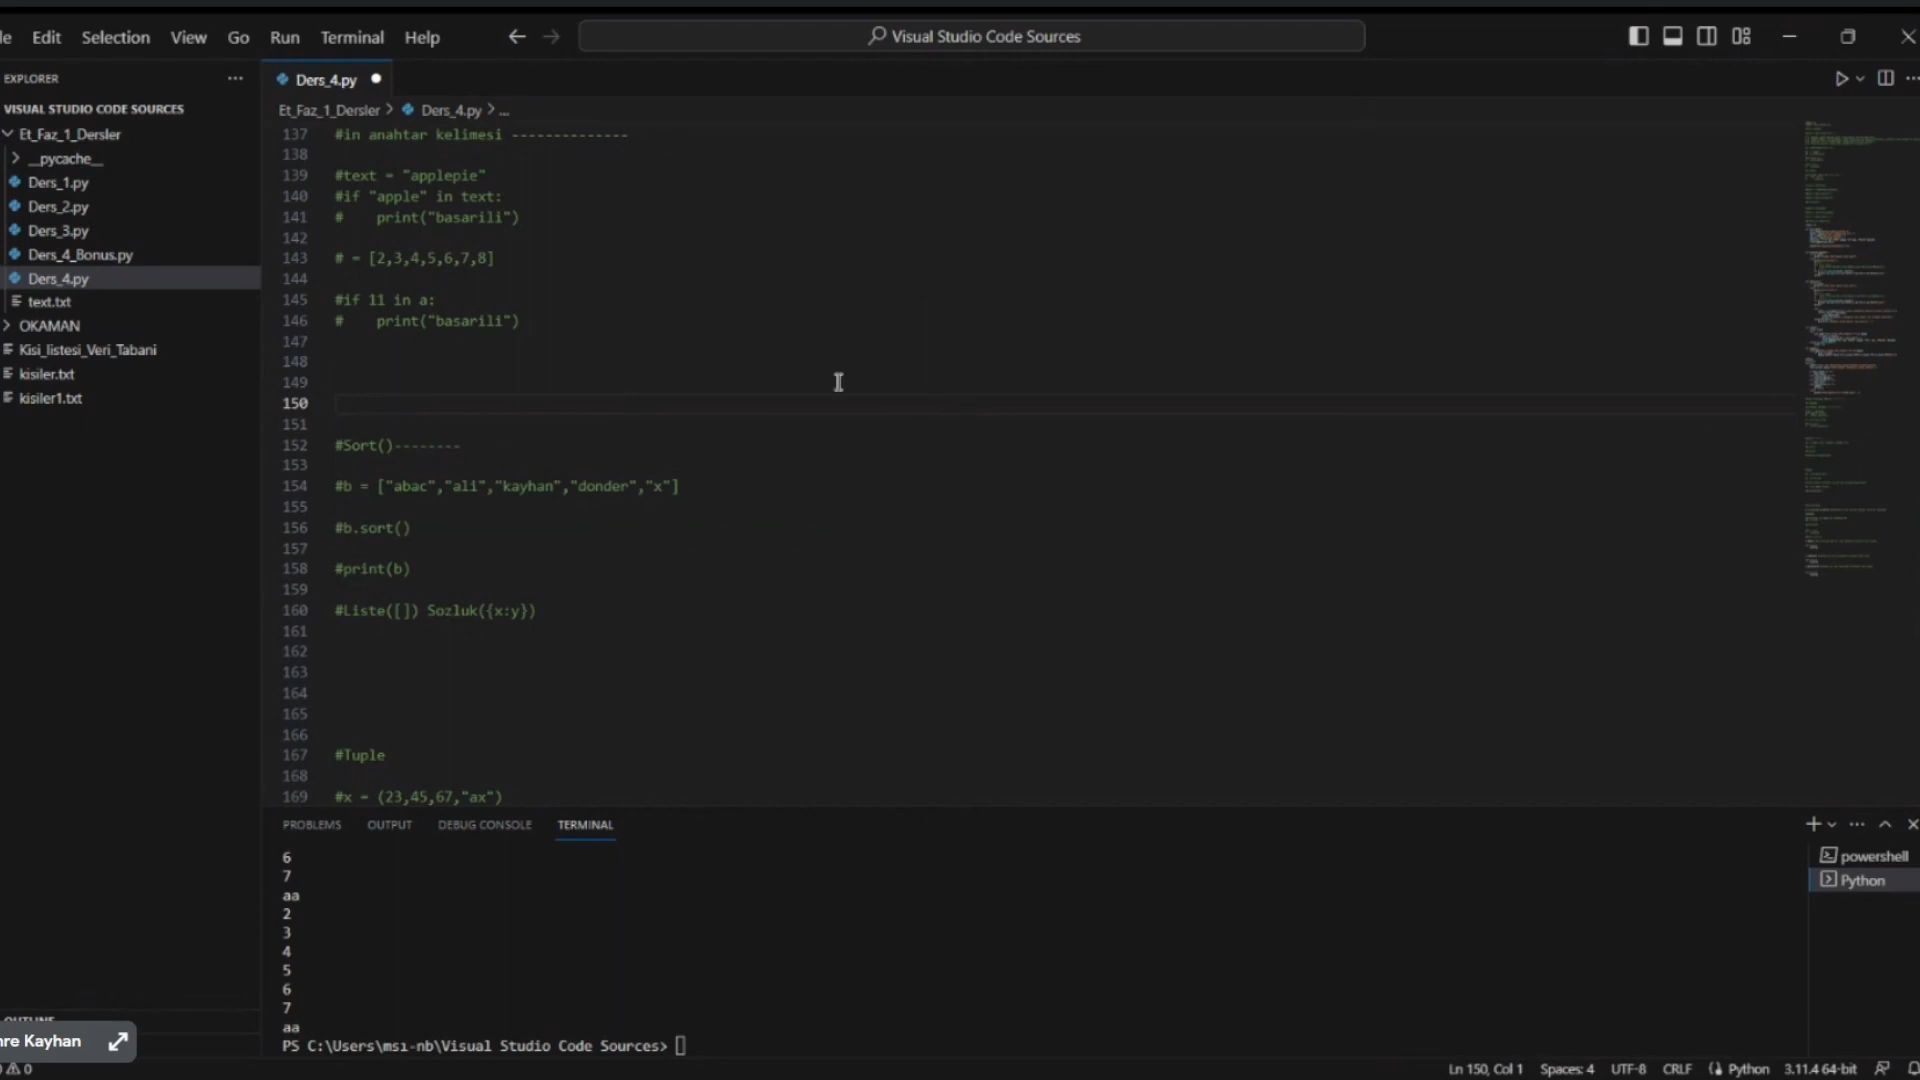 Edit Selection View Go Run Terminal Help
Visual Studio Code Sources
EXPLORER
VISUAL STUDIO CODE SOURCES
Et_Faz_1_Dersler
__pycache__
Ders_1.py
Ders_2.py
Ders_3.py
Ders_4_Bonus.py
Ders_4.py
text.txt
OKAMAN
Kisi_listesi_Veri_Tabani
kisiler.txt
kisiler1.txt
Ders_4.py
Et_Faz_1_Dersler > Ders_4.py > ...
137 #in anahtar kelimesi --------------
138
139 #text = "applepie"
140 #if "apple" in text:
141 #    print("basarili")
142
143 # = [2,3,4,5,6,7,8]
144
145 #if 11 in a:
146 #    print("basarili")
147
148
149
150
151
152 #Sort()--------
153
154 #b = ["abac","ali","kayhan","donder","x"]
155
156 #b.sort()
157
158 #print(b)
159
160 #Liste([]) Sozluk({x:y})
161
162
163
164
165
166
167 #Tuple
168
169 #x = (23,45,67,"ax")
PROBLEMS OUTPUT DEBUG CONSOLE TERMINAL
6
7
aa
2
3
4
5
6
7
aa
PS C:\Users\msı-nb\Visual Studio Code Sources>
powershell
Python
Kayhan
0
Ln 150, Col 1 Spaces: 4 UTF-8 CRLF Python 3.11.4 64-bit